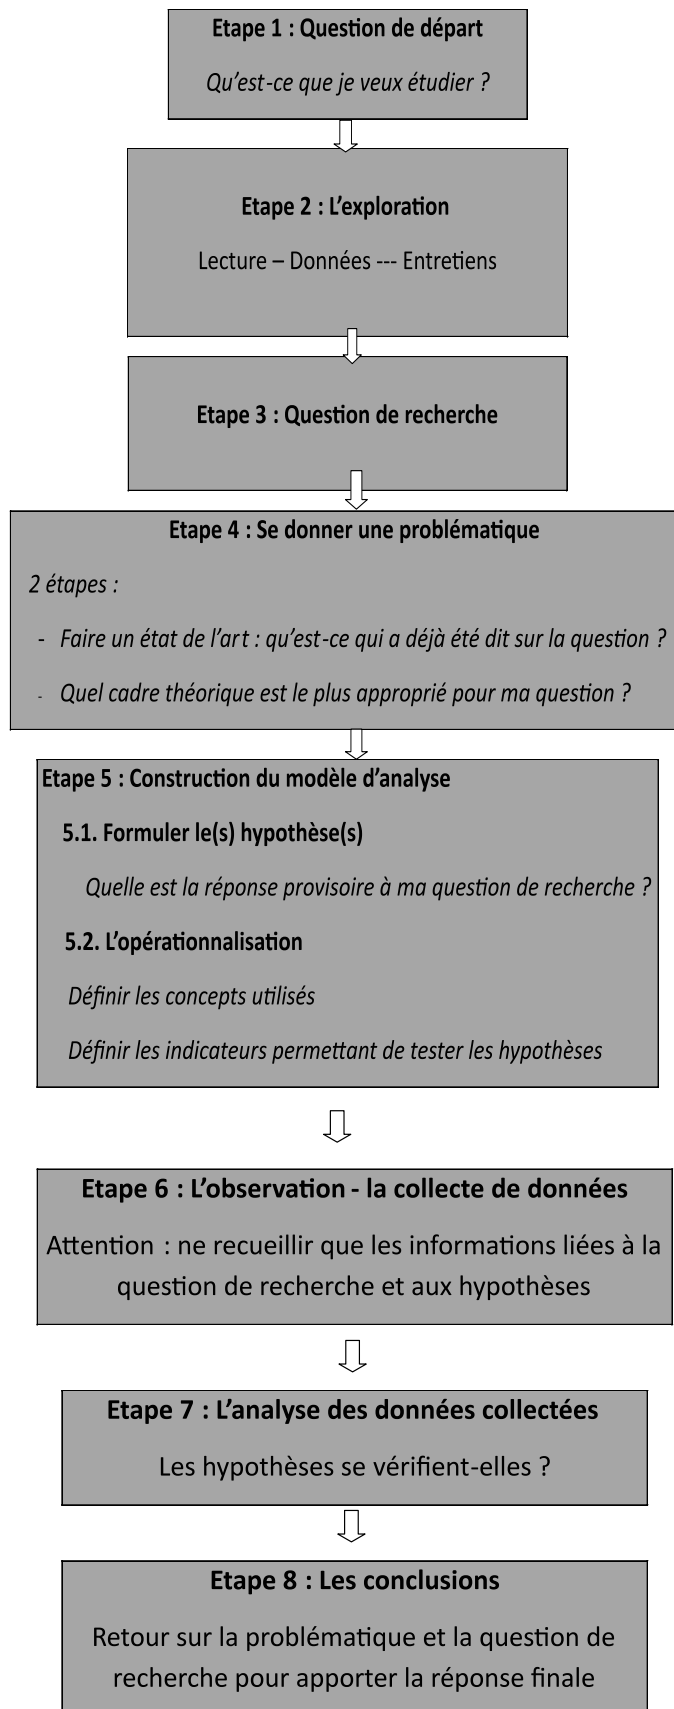 Etape 1 : Question de départ
Qu'est-ce que je veux étudier ?
Etape 2 : L'exploration
Lecture – Données --- Entretiens
Etape 3 : Question de recherche
Etape 4 : Se donner une problématique
2 étapes :
- Faire un état de l'art : qu'est-ce qui a déjà été dit sur la question ?
- Quel cadre théorique est le plus approprié pour ma question ?
Etape 5 : Construction du modèle d'analyse
5.1. Formuler le(s) hypothèse(s)
Quelle est la réponse provisoire à ma question de recherche ?
5.2. L'opérationnalisation
Définir les concepts utilisés
Définir les indicateurs permettant de tester les hypothèses
Etape 6 : L'observation - la collecte de données
Attention : ne recueillir que les informations liées à la
question de recherche et aux hypothèses
Etape 7 : L'analyse des données collectées
Les hypothèses se vérifient-elles ?
Etape 8 : Les conclusions
Retour sur la problématique et la question de
recherche pour apporter la réponse finale